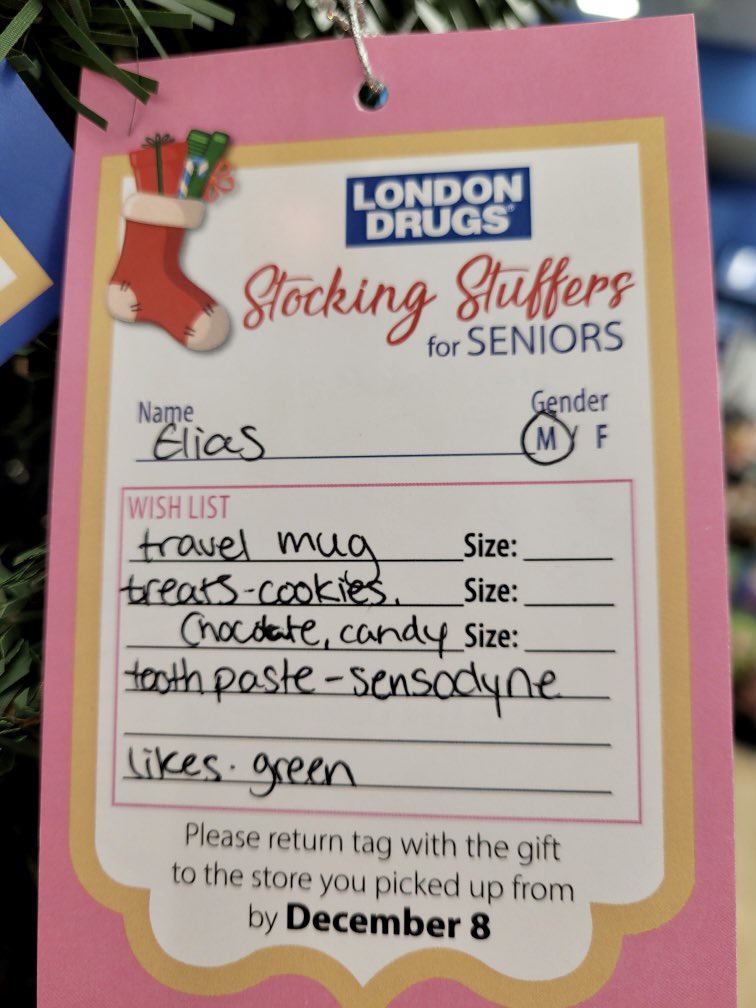 LONDON
DRUGS
Stocking Stuffers
for SENIORS
Name Gender
Elias M / F
WISH LIST
travel mug Size:
treats-cookies, Size:
Chocolate, candy Size:
tooth paste - sensodyne
likes. green
Please return tag with the gift
to the store you picked up from
by December 8